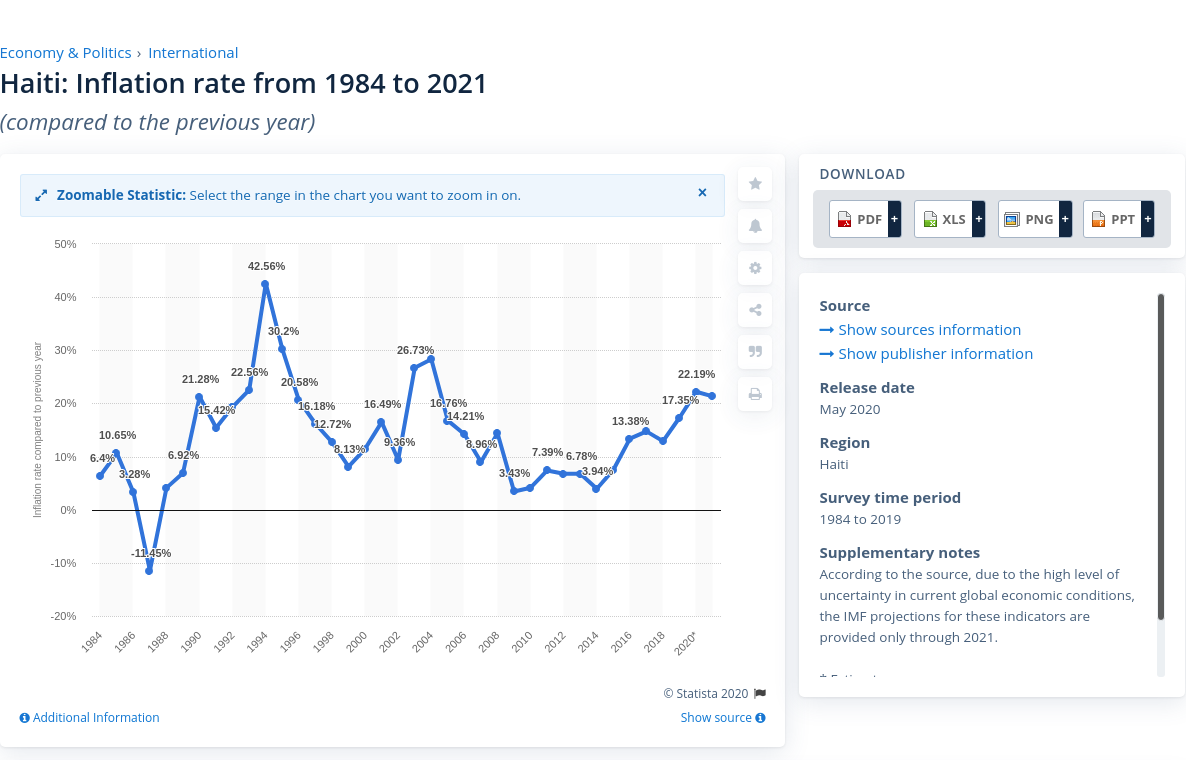 Economy & Politics › International
Haiti: Inflation rate from 1984 to 2021
(compared to the previous year)
Zoomable Statistic: Select the range in the chart you want to zoom in on.
×
50%
40%
30%
20%
10%
0%
-10%
-20%
Inflation rate compared to previous year
6.4%
10.65%
3.28%
-11.45%
6.92%
21.28%
15.42%
22.56%
42.56%
30.2%
20.58%
16.18%
12.72%
8.13%
16.49%
9.36%
26.73%
16.76%
14.21%
8.96%
3.43%
7.39%
6.78%
3.94%
13.38%
17.35%
22.19%
1984
1986
1988
1990
1992
1994
1996
1998
2000
2002
2004
2006
2008
2010
2012
2014
2016
2018
2020*
© Statista 2020
Additional Information
Show source
DOWNLOAD
PDF +
XLS +
PNG +
PPT +
Source
Show sources information
Show publisher information
Release date
May 2020
Region
Haiti
Survey time period
1984 to 2019
Supplementary notes
According to the source, due to the high level of
uncertainty in current global economic conditions,
the IMF projections for these indicators are
provided only through 2021.